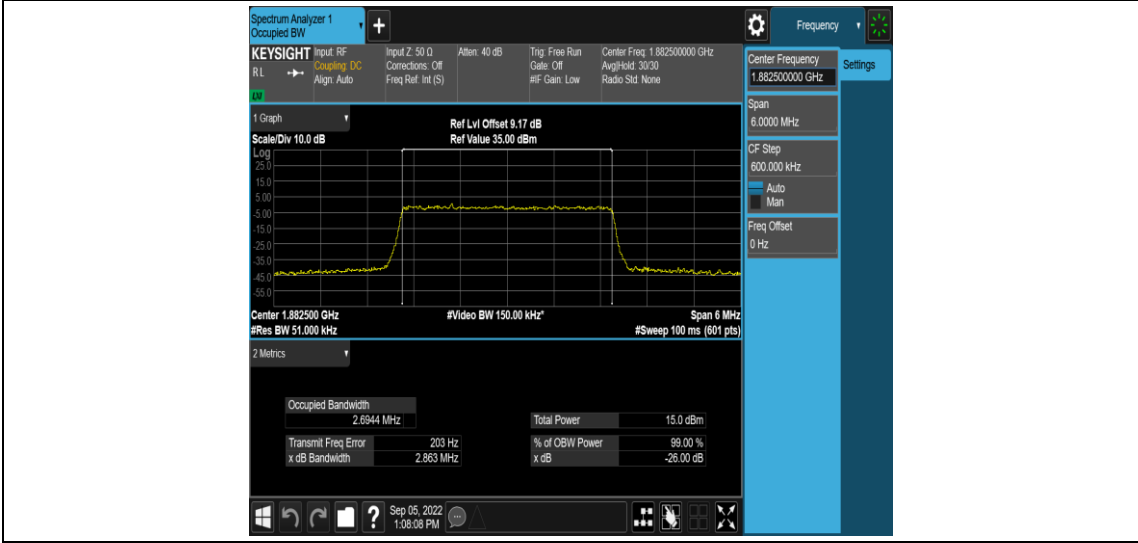 Spectrum Analyzer 1
Occupied BW
+
Frequency
KEYSIGHT
RL
Input: RF
Coupling: DC
Align: Auto
Input Z: 50 Ω
Corrections: Off
Freq Ref: Int (S)
Atten: 40 dB
Trig: Free Run
Gate: Off
#IF Gain: Low
Center Freq: 1.882500000 GHz
Avg|Hold: 30/30
Radio Std: None
Center Frequency
1.882500000 GHz
Settings
Span
6.0000 MHz
CF Step
600.000 kHz
Auto
Man
Freq Offset
0 Hz
1 Graph
Scale/Div 10.0 dB
Ref Lvl Offset 9.17 dB
Ref Value 35.00 dBm
Log
25.0
15.0
5.00
-5.00
-15.0
-25.0
-35.0
-45.0
-55.0
Center 1.882500 GHz
#Video BW 150.00 kHz*
Span 6 MHz
#Res BW 51.000 kHz
#Sweep 100 ms (601 pts)
2 Metrics
Occupied Bandwidth
2.6944 MHz
Total Power 15.0 dBm
Transmit Freq Error 203 Hz
% of OBW Power 99.00 %
x dB Bandwidth 2.863 MHz
x dB -26.00 dB
?
Sep 05, 2022
1:08:08 PM